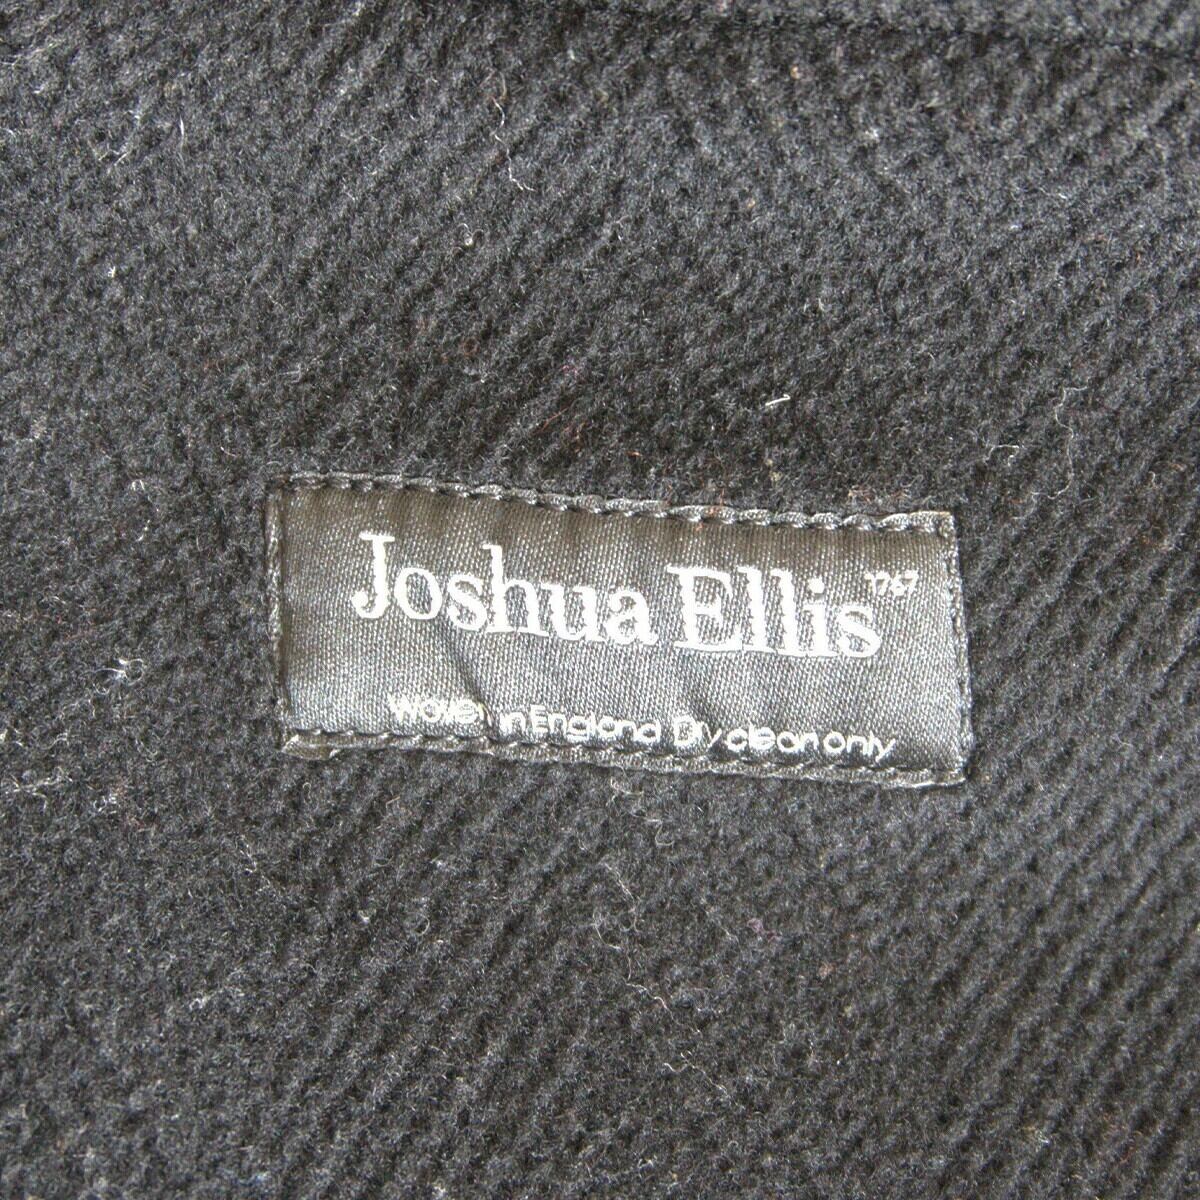 Joshua Ellis 1767
Woven in England Dry clean only